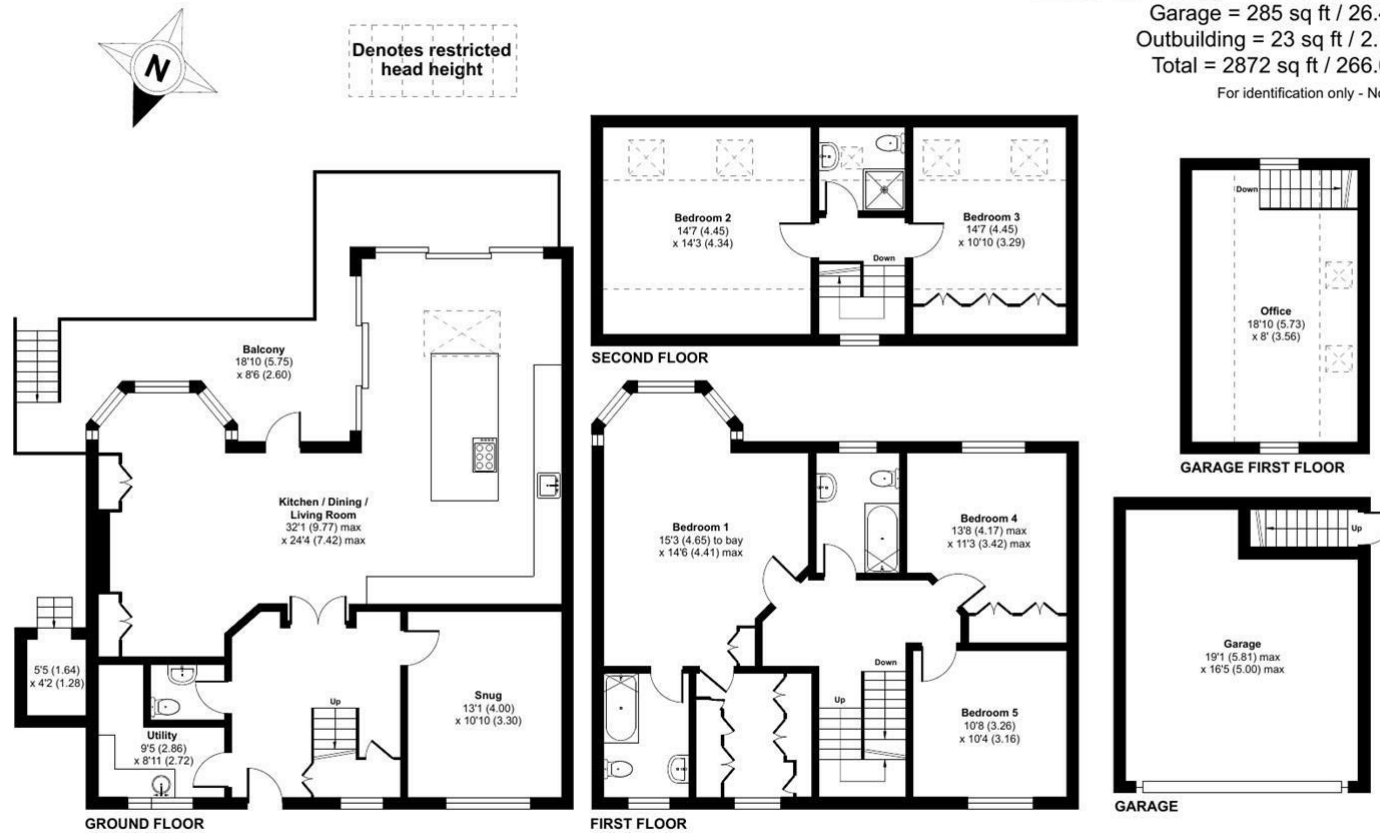 Garage = 285 sq ft / 26.
Outbuilding = 23 sq ft / 2.
Total = 2872 sq ft / 266.
For identification only -
N
Denotes restricted
head height
Balcony
18'10 (5.75)
x 8'6 (2.60)
Kitchen / Dining /
Living Room
32'1 (9.77) max
x 24'4 (7.42) max
5'5 (1.64)
x 4'2 (1.28)
Utility
9'5 (2.86)
x 8'11 (2.72)
Up
Snug
13'1 (4.00)
x 10'10 (3.30)
GROUND FLOOR
Bedroom 2
14'7 (4.45)
x 14'3 (4.34)
Down
Bedroom 3
14'7 (4.45)
x 10'10 (3.29)
SECOND FLOOR
Bedroom 1
15'3 (4.65) to bay
x 14'6 (4.41) max
Bedroom 4
13'8 (4.17) max
x 11'3 (3.42) max
Up
Down
Bedroom 5
10'8 (3.26)
x 10'4 (3.16)
FIRST FLOOR
Down
Office
18'10 (5.73)
x 8' (3.56)
GARAGE FIRST FLOOR
Up
Garage
19'1 (5.81) max
x 16'5 (5.00) max
GARAGE